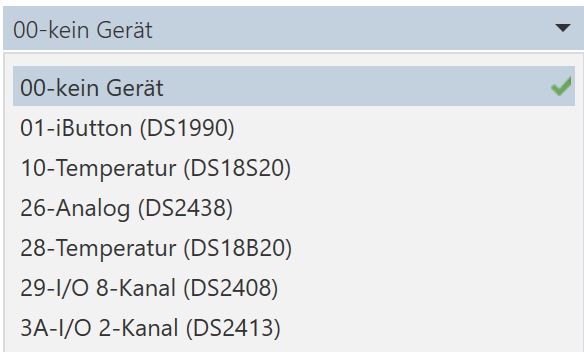 00-kein Gerät
00-kein Gerät
01-iButton (DS1990)
10-Temperatur (DS18S20)
26-Analog (DS2438)
28-Temperatur (DS18B20)
29-I/O 8-Kanal (DS2408)
3A-I/O 2-Kanal (DS2413)